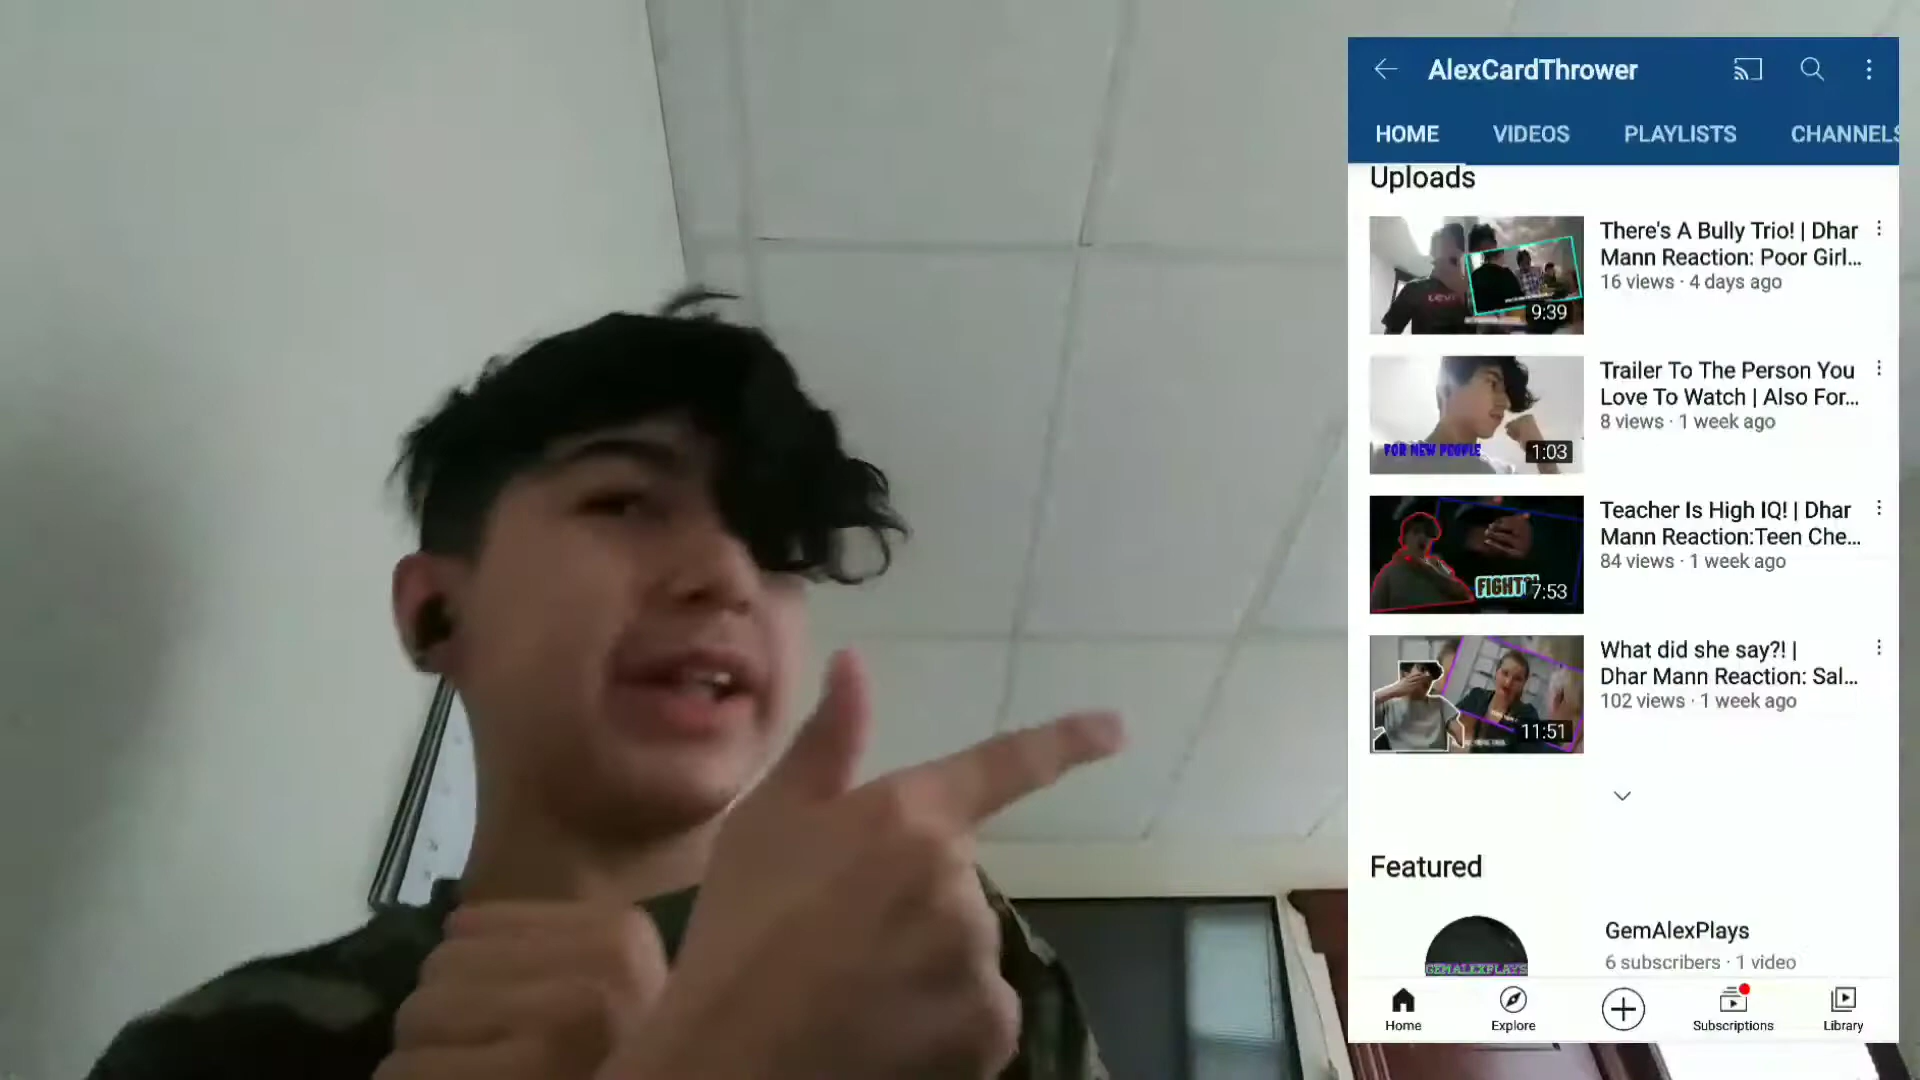 AlexCardThrower
HOME VIDEOS PLAYLISTS CHANNELS
Uploads
There's A Bully Trio! | Dhar
Mann Reaction: Poor Girl...
16 views · 4 days ago
9:39
Trailer To The Person You
Love To Watch | Also For...
8 views · 1 week ago
FOR NEW PEOPLE
1:03
Teacher Is High IQ! | Dhar
Mann Reaction:Teen Che...
84 views · 1 week ago
FIGHT
7:53
What did she say?! |
Dhar Mann Reaction: Sal...
102 views · 1 week ago
11:51
Featured
GemAlexPlays
6 subscribers · 1 video
GEMALEXPLAYS
Home Explore Subscriptions Library